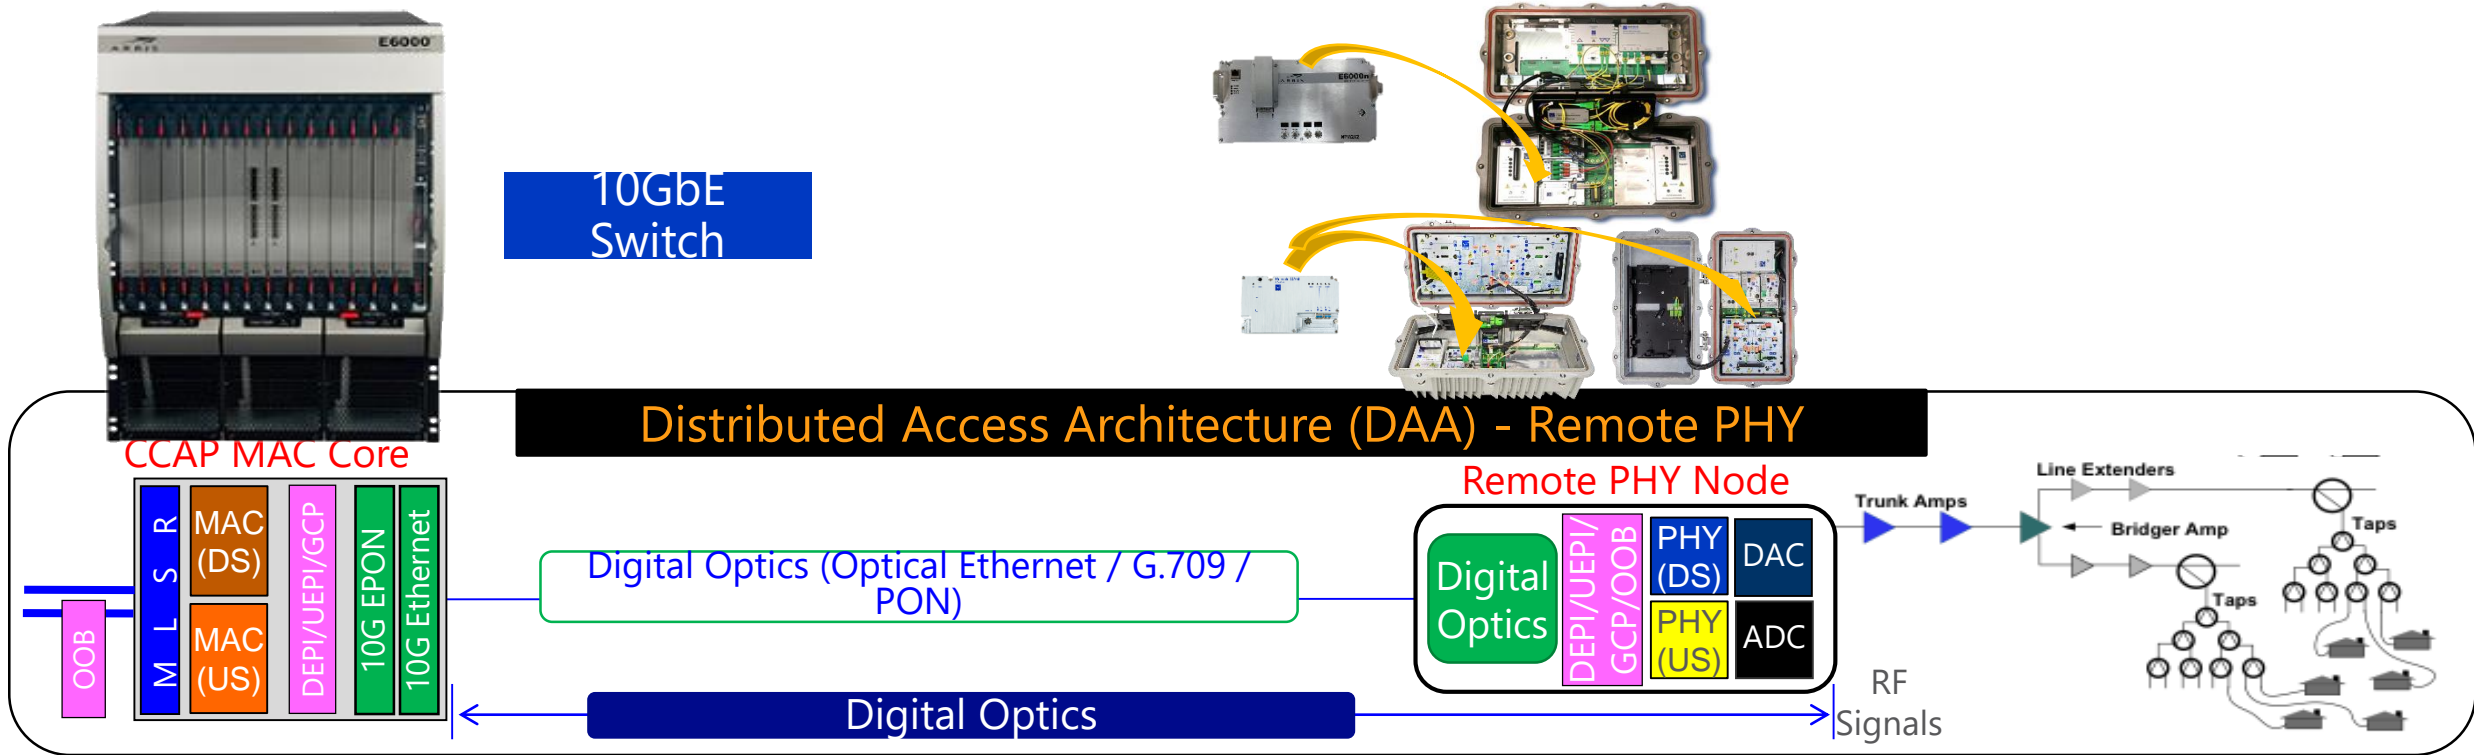 ARRIS
E6000
E6000n
10GbE
Switch
Distributed Access Architecture (DAA) - Remote PHY
CCAP MAC Core
Remote PHY Node
OOB
M L S R
MAC
(DS)
MAC
(US)
DEPI/UEPI/GCP
10G EPON
10G Ethernet
Digital Optics (Optical Ethernet / G.709 /
PON)
Digital
Optics
DEPI/UEPI/
GCP/OOB
PHY
(DS)
PHY
(US)
DAC
ADC
Digital Optics
RF
Signals
Trunk Amps
Line Extenders
Bridger Amp
Taps
Taps